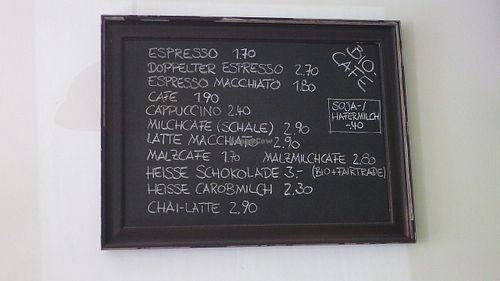 ESPRESSO 1.70
DOPPELTER ESPRESSO 2.70
ESPRESSO MACCHIATO 1.80
CAFE 1.90
CAPPUCCINO 2.40
MILCHCAFE (SCHALE) 2.90
LATTE MACCHIATO 2.90
MALZCAFE 1.70 MALZMILCHCAFE 2.80
HEISSE SCHOKOLADE 3.- (BIO + FAIRTRADE)
HEISSE CAROBMILCH 2.30
CHAI-LATTE 2.90
BIO!
CAFE
SOJA-/
HAFERMILCH
-.40